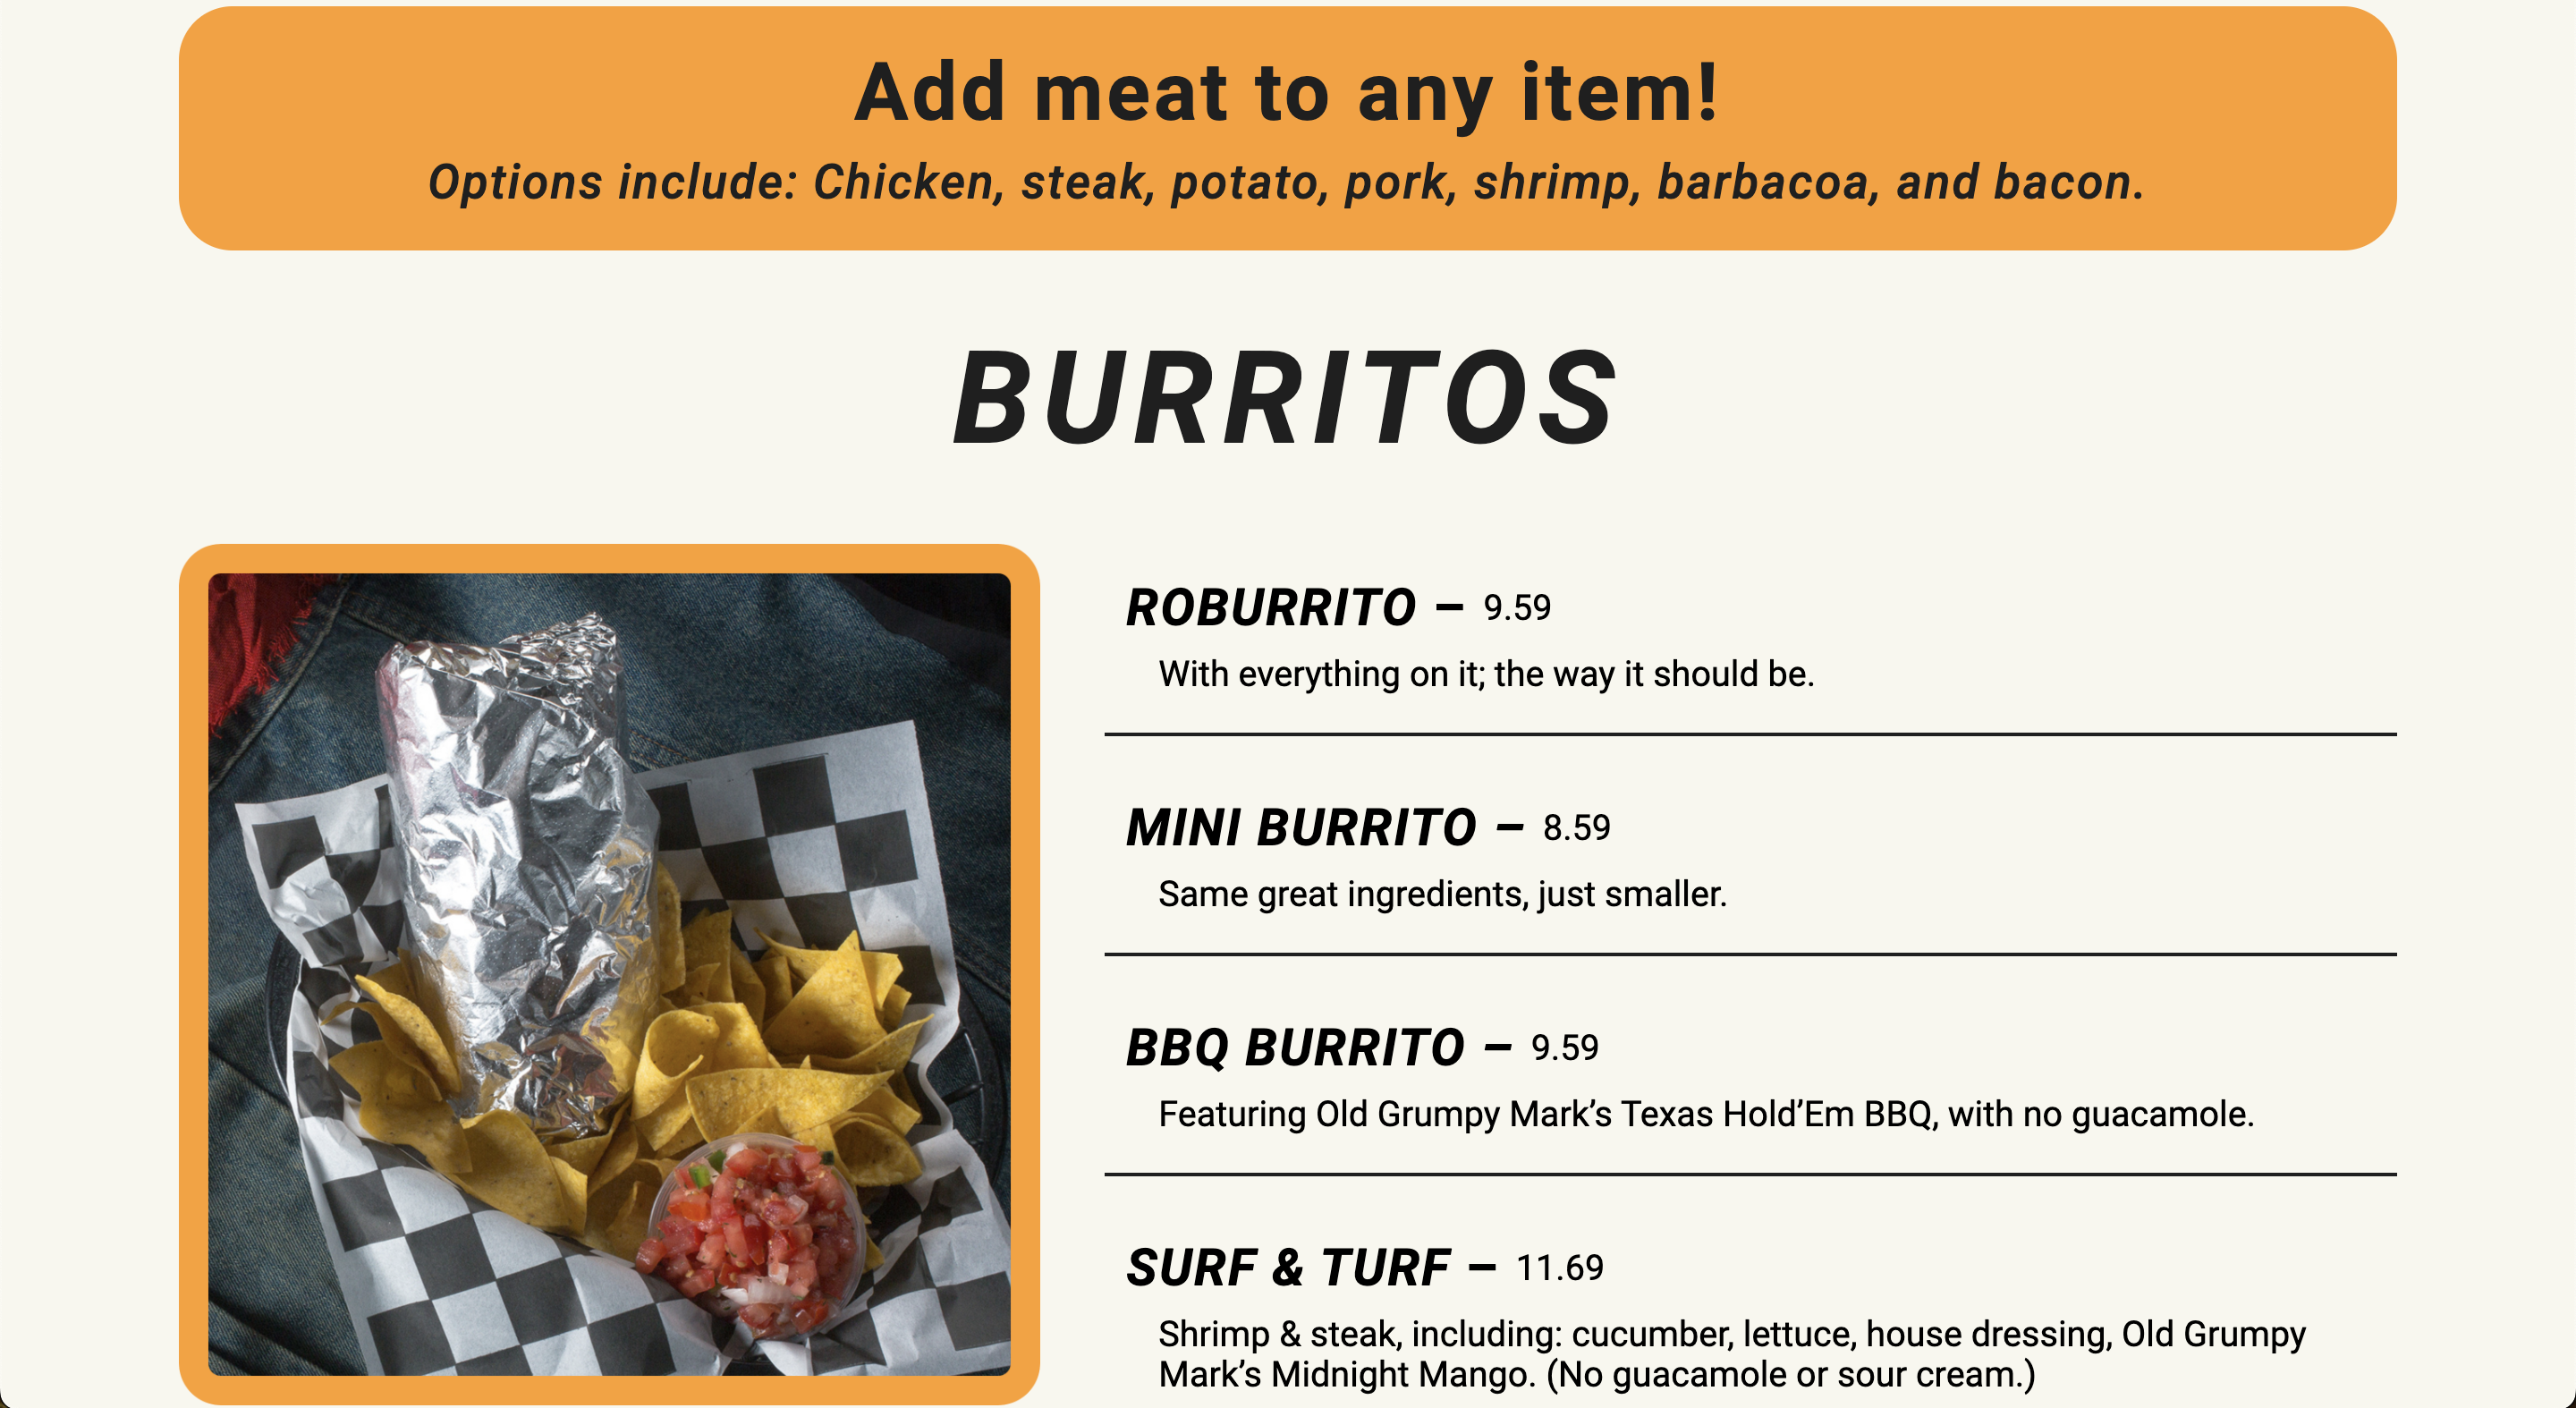 Add meat to any item!
Options include: Chicken, steak, potato, pork, shrimp, barbacoa, and bacon.
BURRITOS
ROBURRITO – 9.59
With everything on it; the way it should be.
MINI BURRITO – 8.59
Same great ingredients, just smaller.
BBQ BURRITO – 9.59
Featuring Old Grumpy Mark’s Texas Hold’Em BBQ, with no guacamole.
SURF & TURF – 11.69
Shrimp & steak, including: cucumber, lettuce, house dressing, Old Grumpy
Mark’s Midnight Mango. (No guacamole or sour cream.)